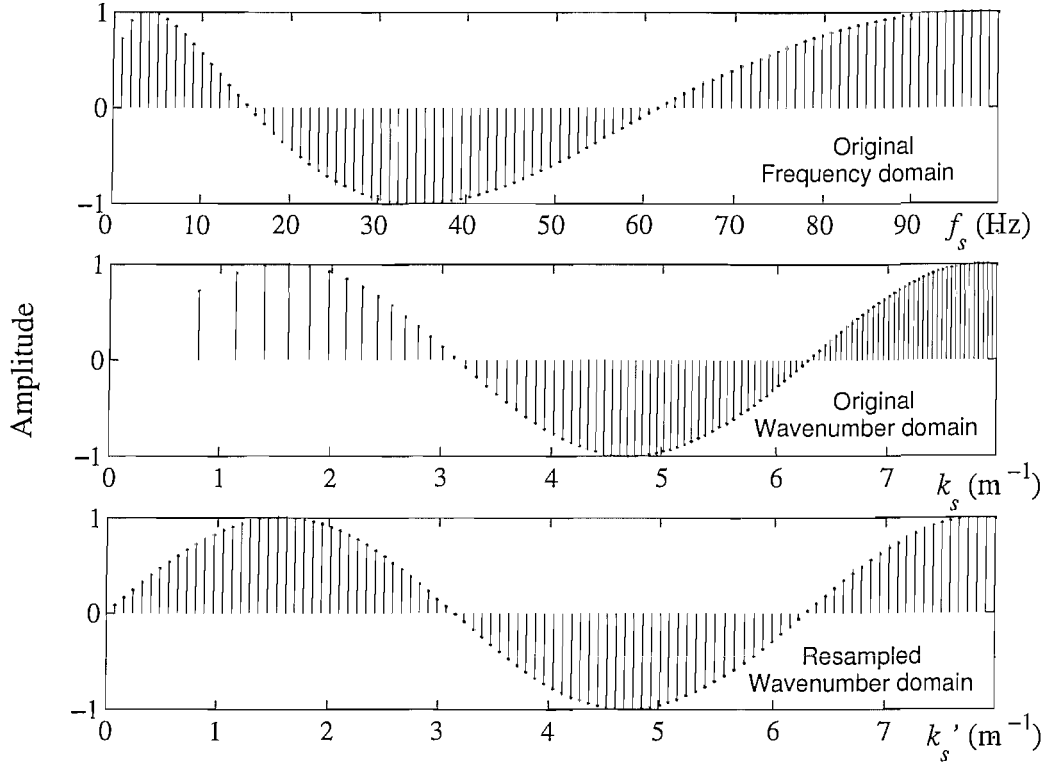 1
0
−1
Original
Frequency domain
0 10 20 30 40 50 60 70 80 90 f_s (Hz)
Amplitude
1
0
−1
Original
Wavenumber domain
0 1 2 3 4 5 6 7 k_s (m⁻¹)
1
0
−1
Resampled
Wavenumber domain
0 1 2 3 4 5 6 7 k_s' (m⁻¹)